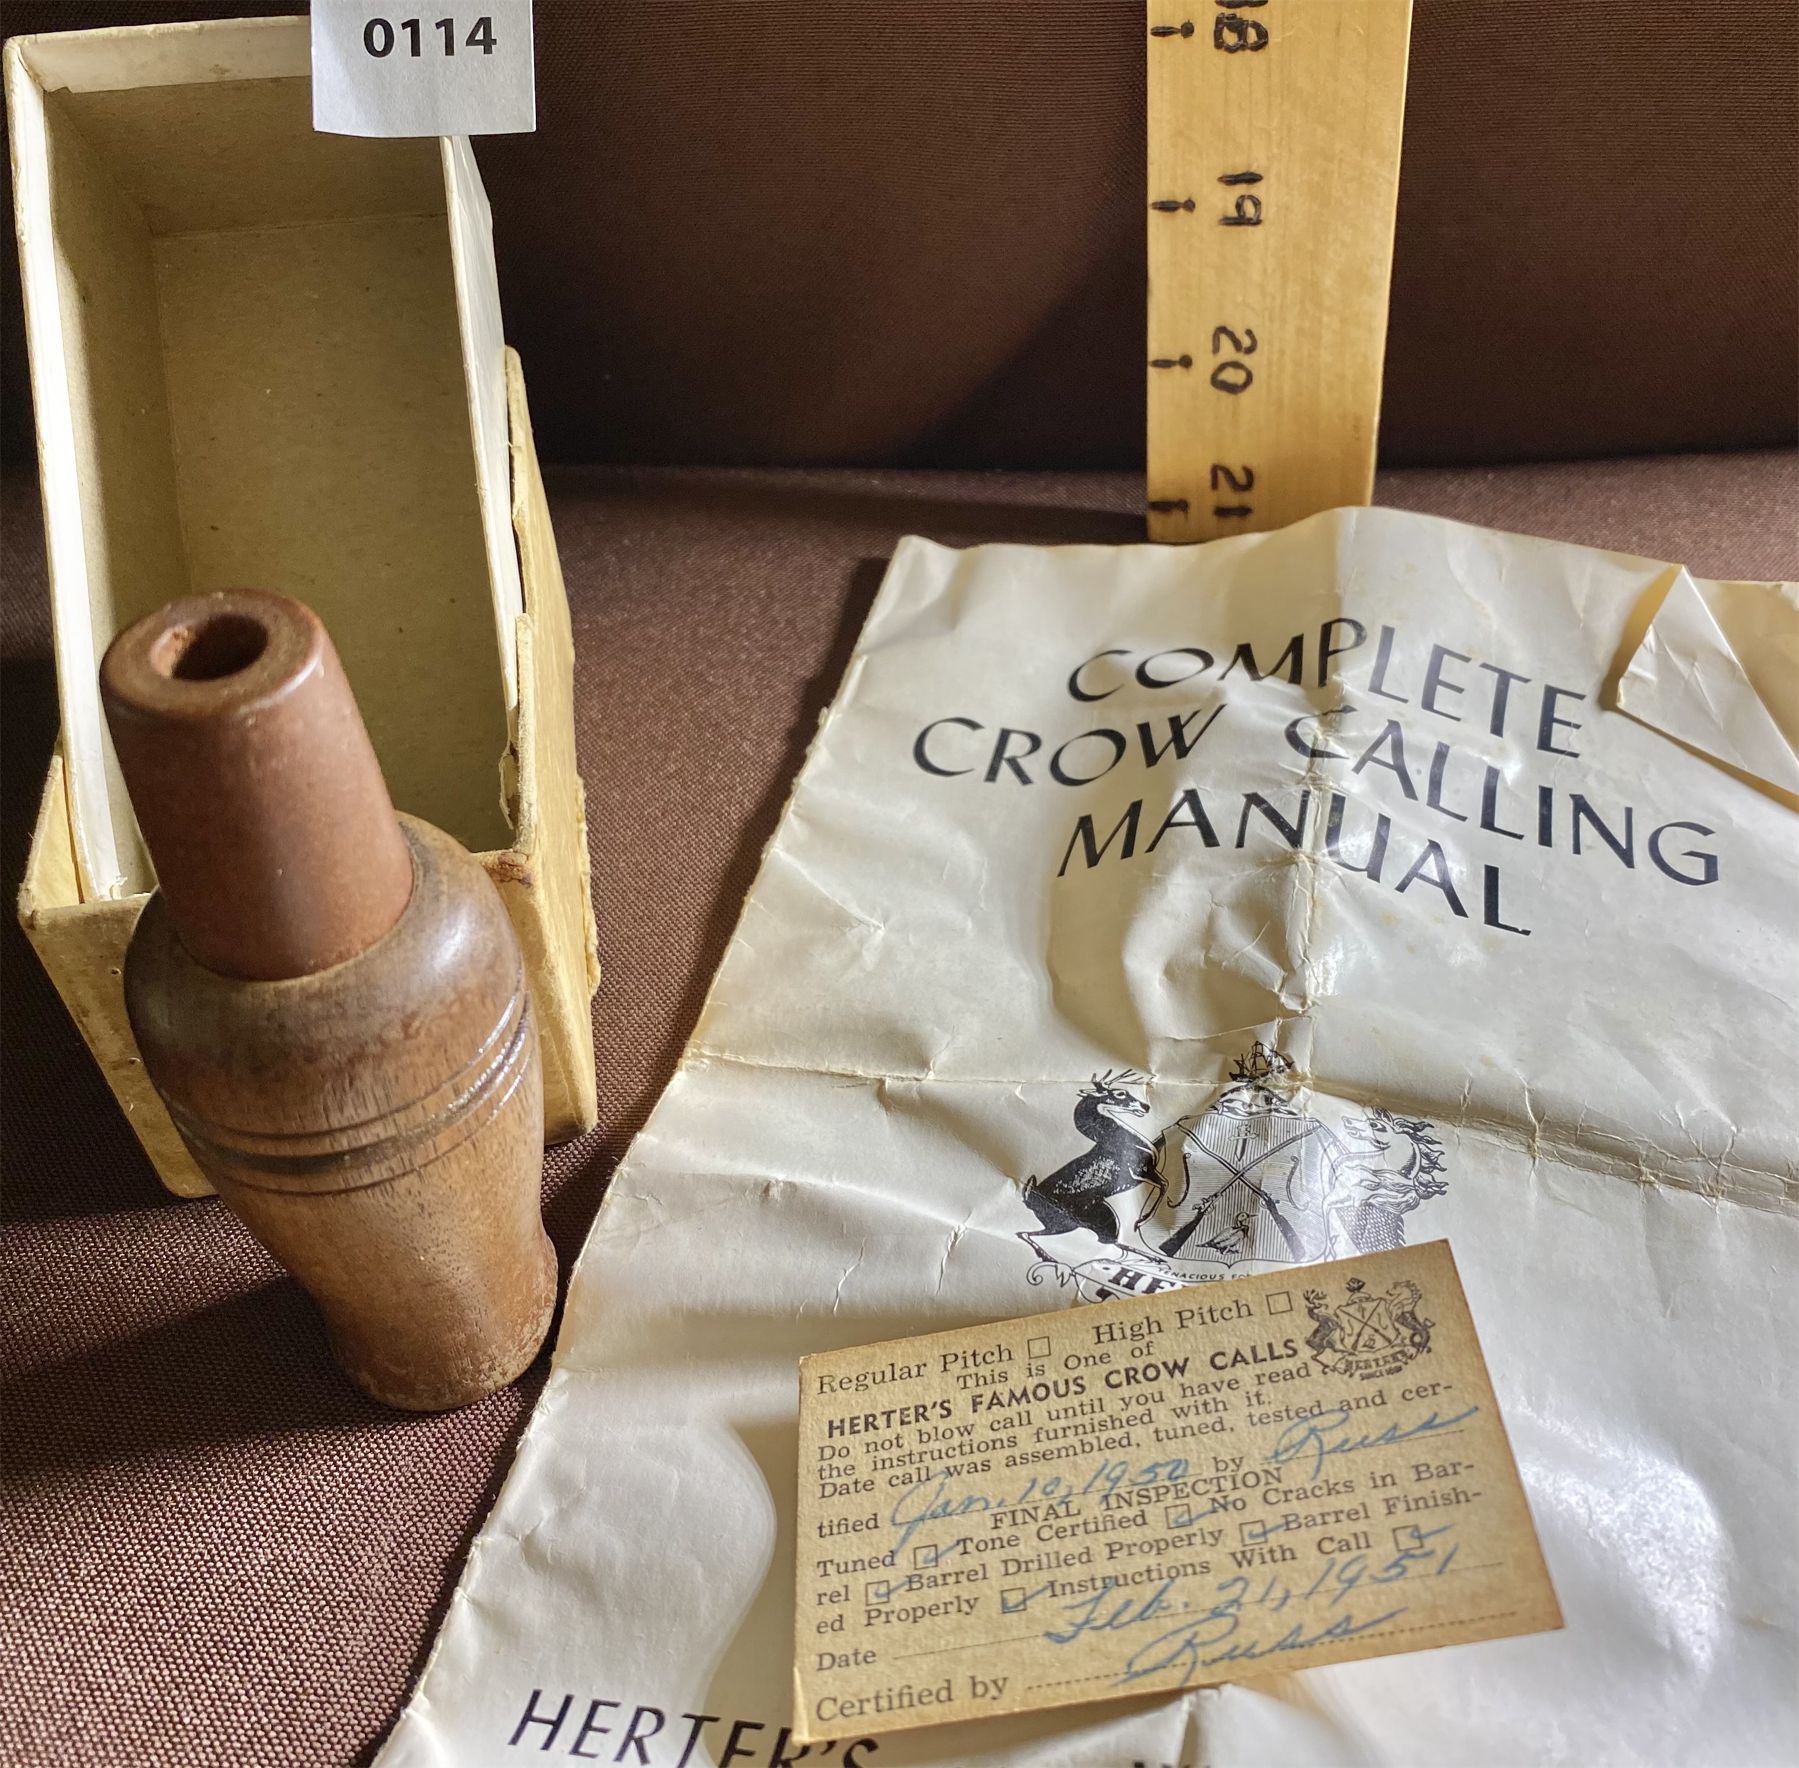 0114
18
19
20
21
COMPLETE
CROW CALLING
MANUAL
TENACIOUS
Regular Pitch □ High Pitch □
This is One of
HERTER'S FAMOUS CROW CALLS
HERTER'S
SINCE 1893
Do not blow call until you have read
the instructions furnished with it.
Date call was assembled, tuned, tested and cer-
tified Jan. 10, 1950 by Russ
FINAL INSPECTION
Tuned ☑ Tone Certified ☑ No Cracks in Bar-
rel ☑ Barrel Drilled Properly ☑ Barrel Finish-
ed Properly ☑ Instructions With Call ☑
Date Feb. 21, 1951
Certified by Russ
HERTER'S